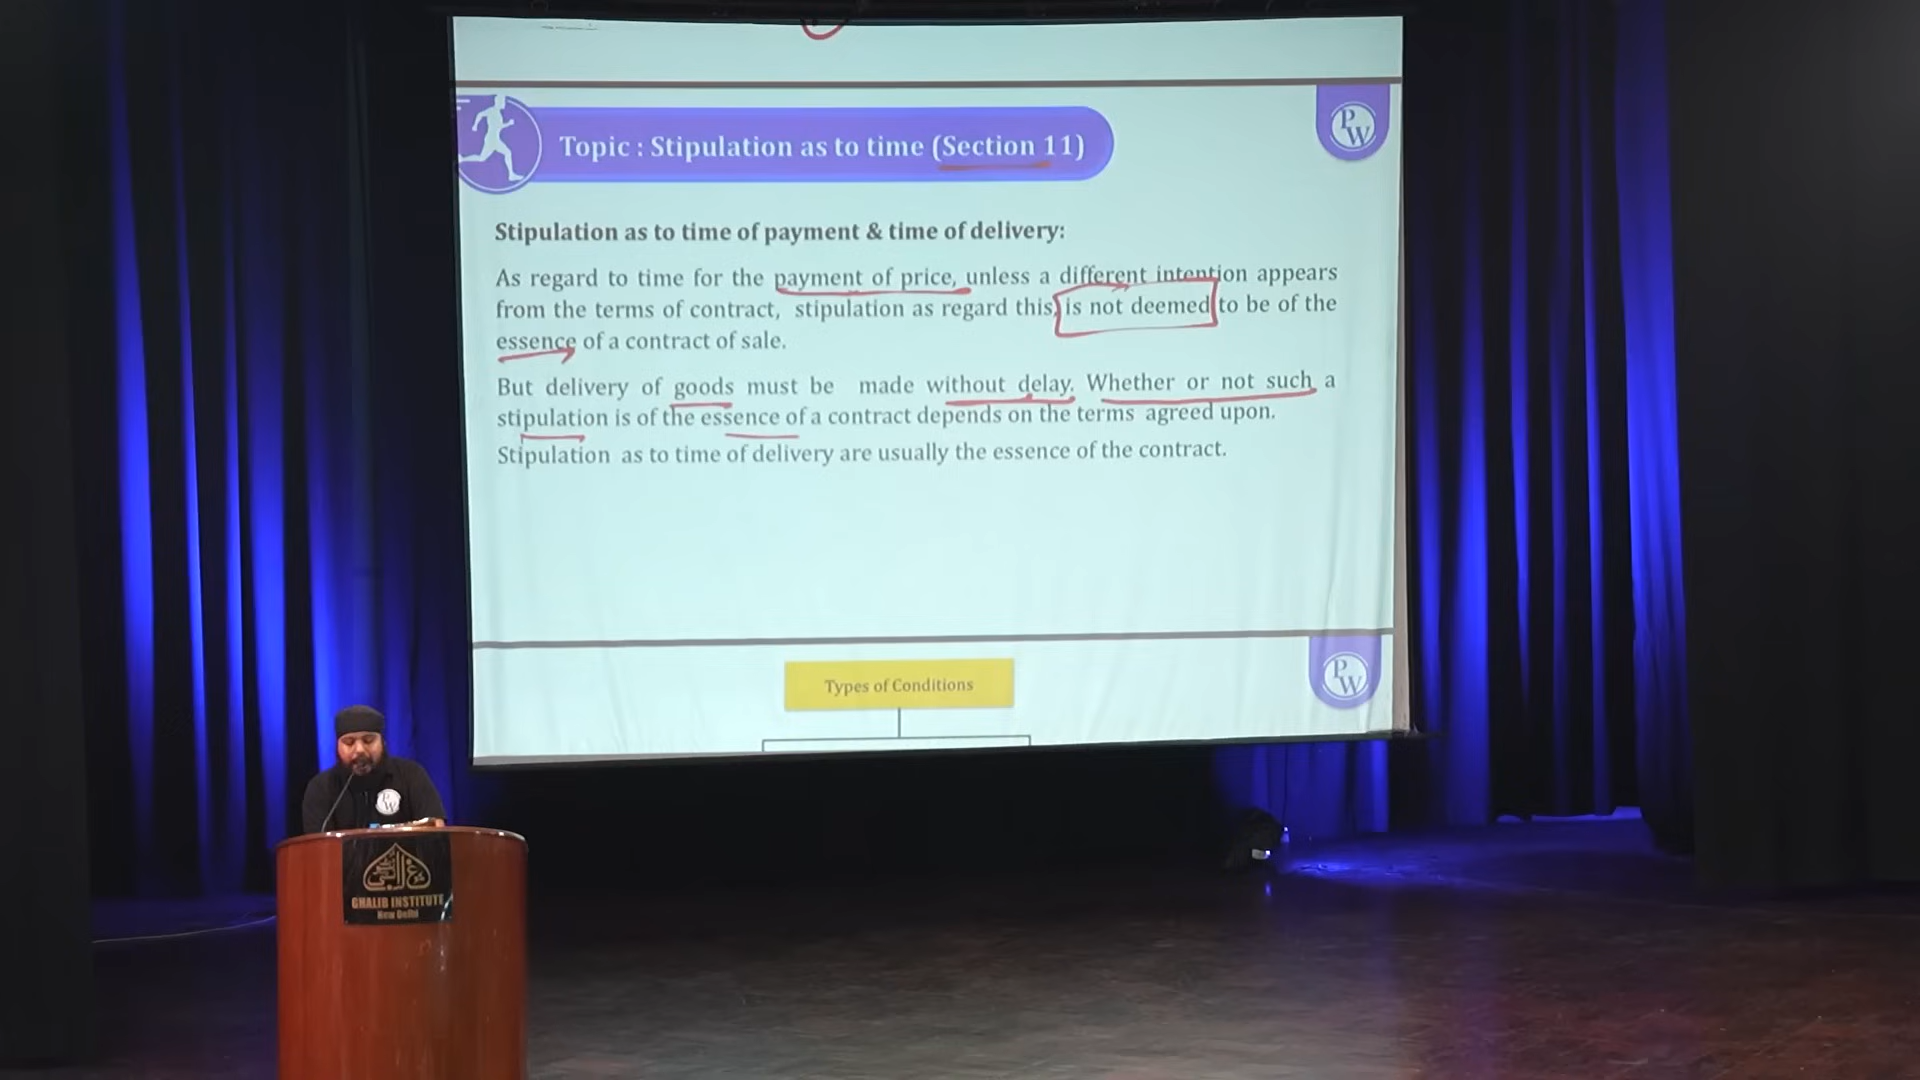 Topic : Stipulation as to time (Section 11)
PW
Stipulation as to time of payment & time of delivery:
As regard to time for the payment of price, unless a different intention appears
from the terms of contract, stipulation as regard this, is not deemed to be of the
essence of a contract of sale.
But delivery of goods must be made without delay. Whether or not such a
stipulation is of the essence of a contract depends on the terms agreed upon.
Stipulation as to time of delivery are usually the essence of the contract.
Types of Conditions
PW
PW
GHALIB INSTITUTE
New Delhi